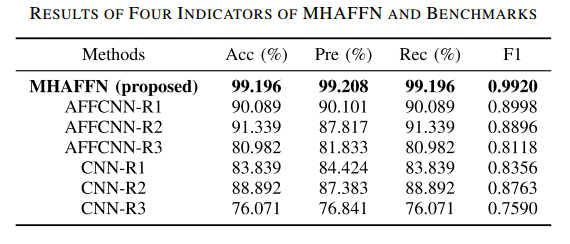 RESULTS OF FOUR INDICATORS OF MHAFFN AND BENCHMARKS
Methods Acc (%) Pre (%) Rec (%) F1
MHAFFN (proposed) 99.196 99.208 99.196 0.9920
AFFCNN-R1 90.089 90.101 90.089 0.8998
AFFCNN-R2 91.339 87.817 91.339 0.8896
AFFCNN-R3 80.982 81.833 80.982 0.8118
CNN-R1 83.839 84.424 83.839 0.8356
CNN-R2 88.892 87.383 88.892 0.8763
CNN-R3 76.071 76.841 76.071 0.7590